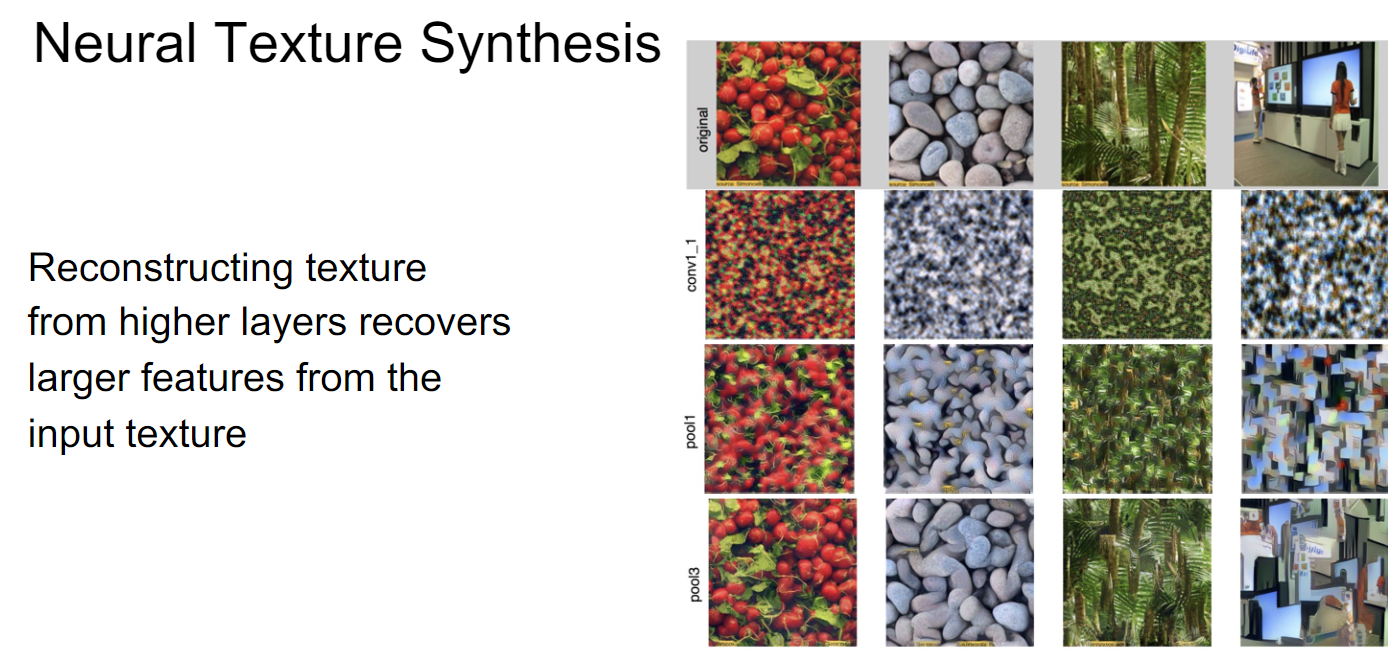 Neural Texture Synthesis
Reconstructing texture
from higher layers recovers
larger features from the
input texture
original
conv1_1
pool1
pool3